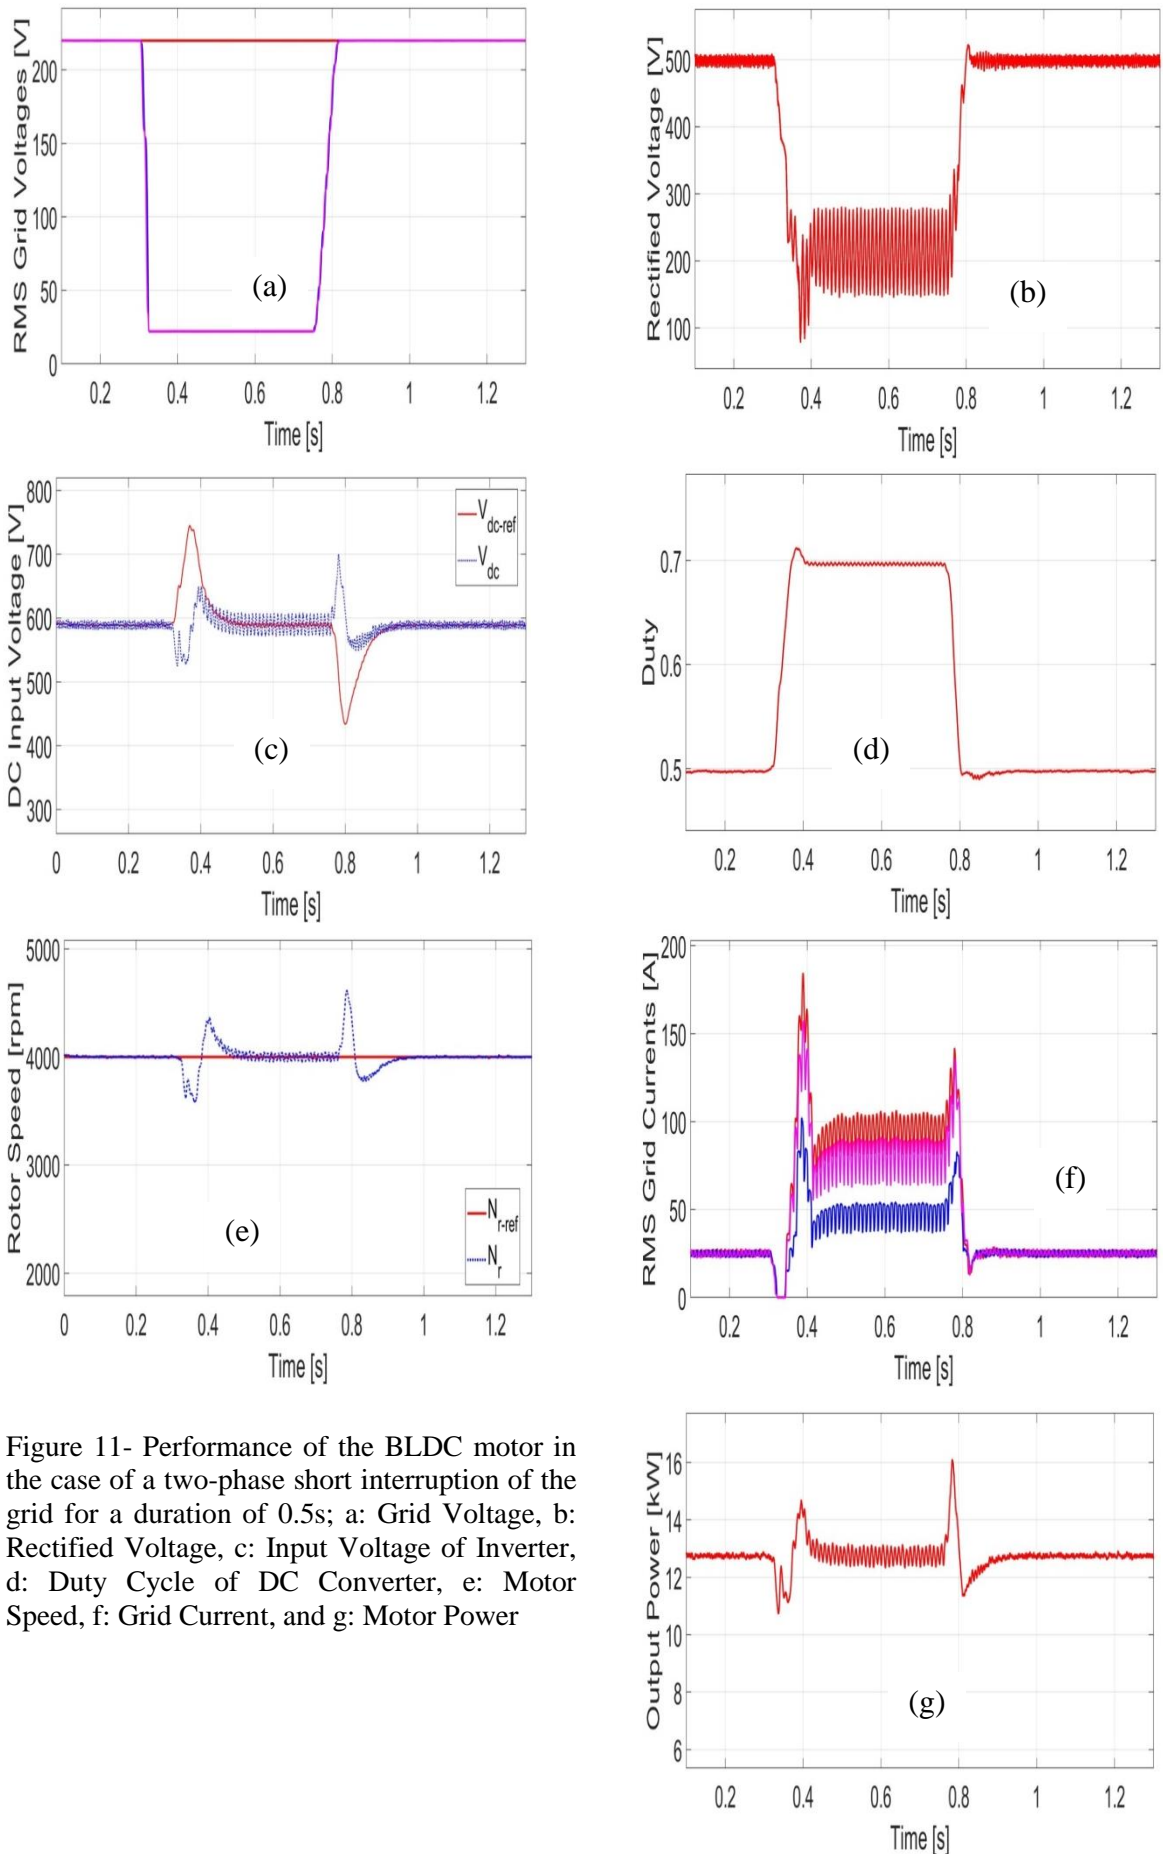 RMS Grid Voltages [V]
200
150
100
50
0
(a)
0.2 0.4 0.6 0.8 1 1.2
Time [s]
Rectified Voltage [V]
500
400
300
200
100
(b)
0.2 0.4 0.6 0.8 1 1.2
Time [s]
DC Input Voltage [V]
800
700
600
500
400
300
V dc-ref
V dc
(c)
0 0.2 0.4 0.6 0.8 1 1.2
Time [s]
Duty
0.7
0.6
0.5
(d)
0.2 0.4 0.6 0.8 1 1.2
Time [s]
Rotor Speed [rpm]
5000
4000
3000
2000
N r-ref
N r
(e)
0 0.2 0.4 0.6 0.8 1 1.2
Time [s]
RMS Grid Currents [A]
200
150
100
50
0
(f)
0.2 0.4 0.6 0.8 1 1.2
Time [s]
Figure 11- Performance of the BLDC motor in
the case of a two-phase short interruption of the
grid for a duration of 0.5s; a: Grid Voltage, b:
Rectified Voltage, c: Input Voltage of Inverter,
d: Duty Cycle of DC Converter, e: Motor
Speed, f: Grid Current, and g: Motor Power
Output Power [kW]
16
14
12
10
8
6
(g)
0.2 0.4 0.6 0.8 1 1.2
Time [s]